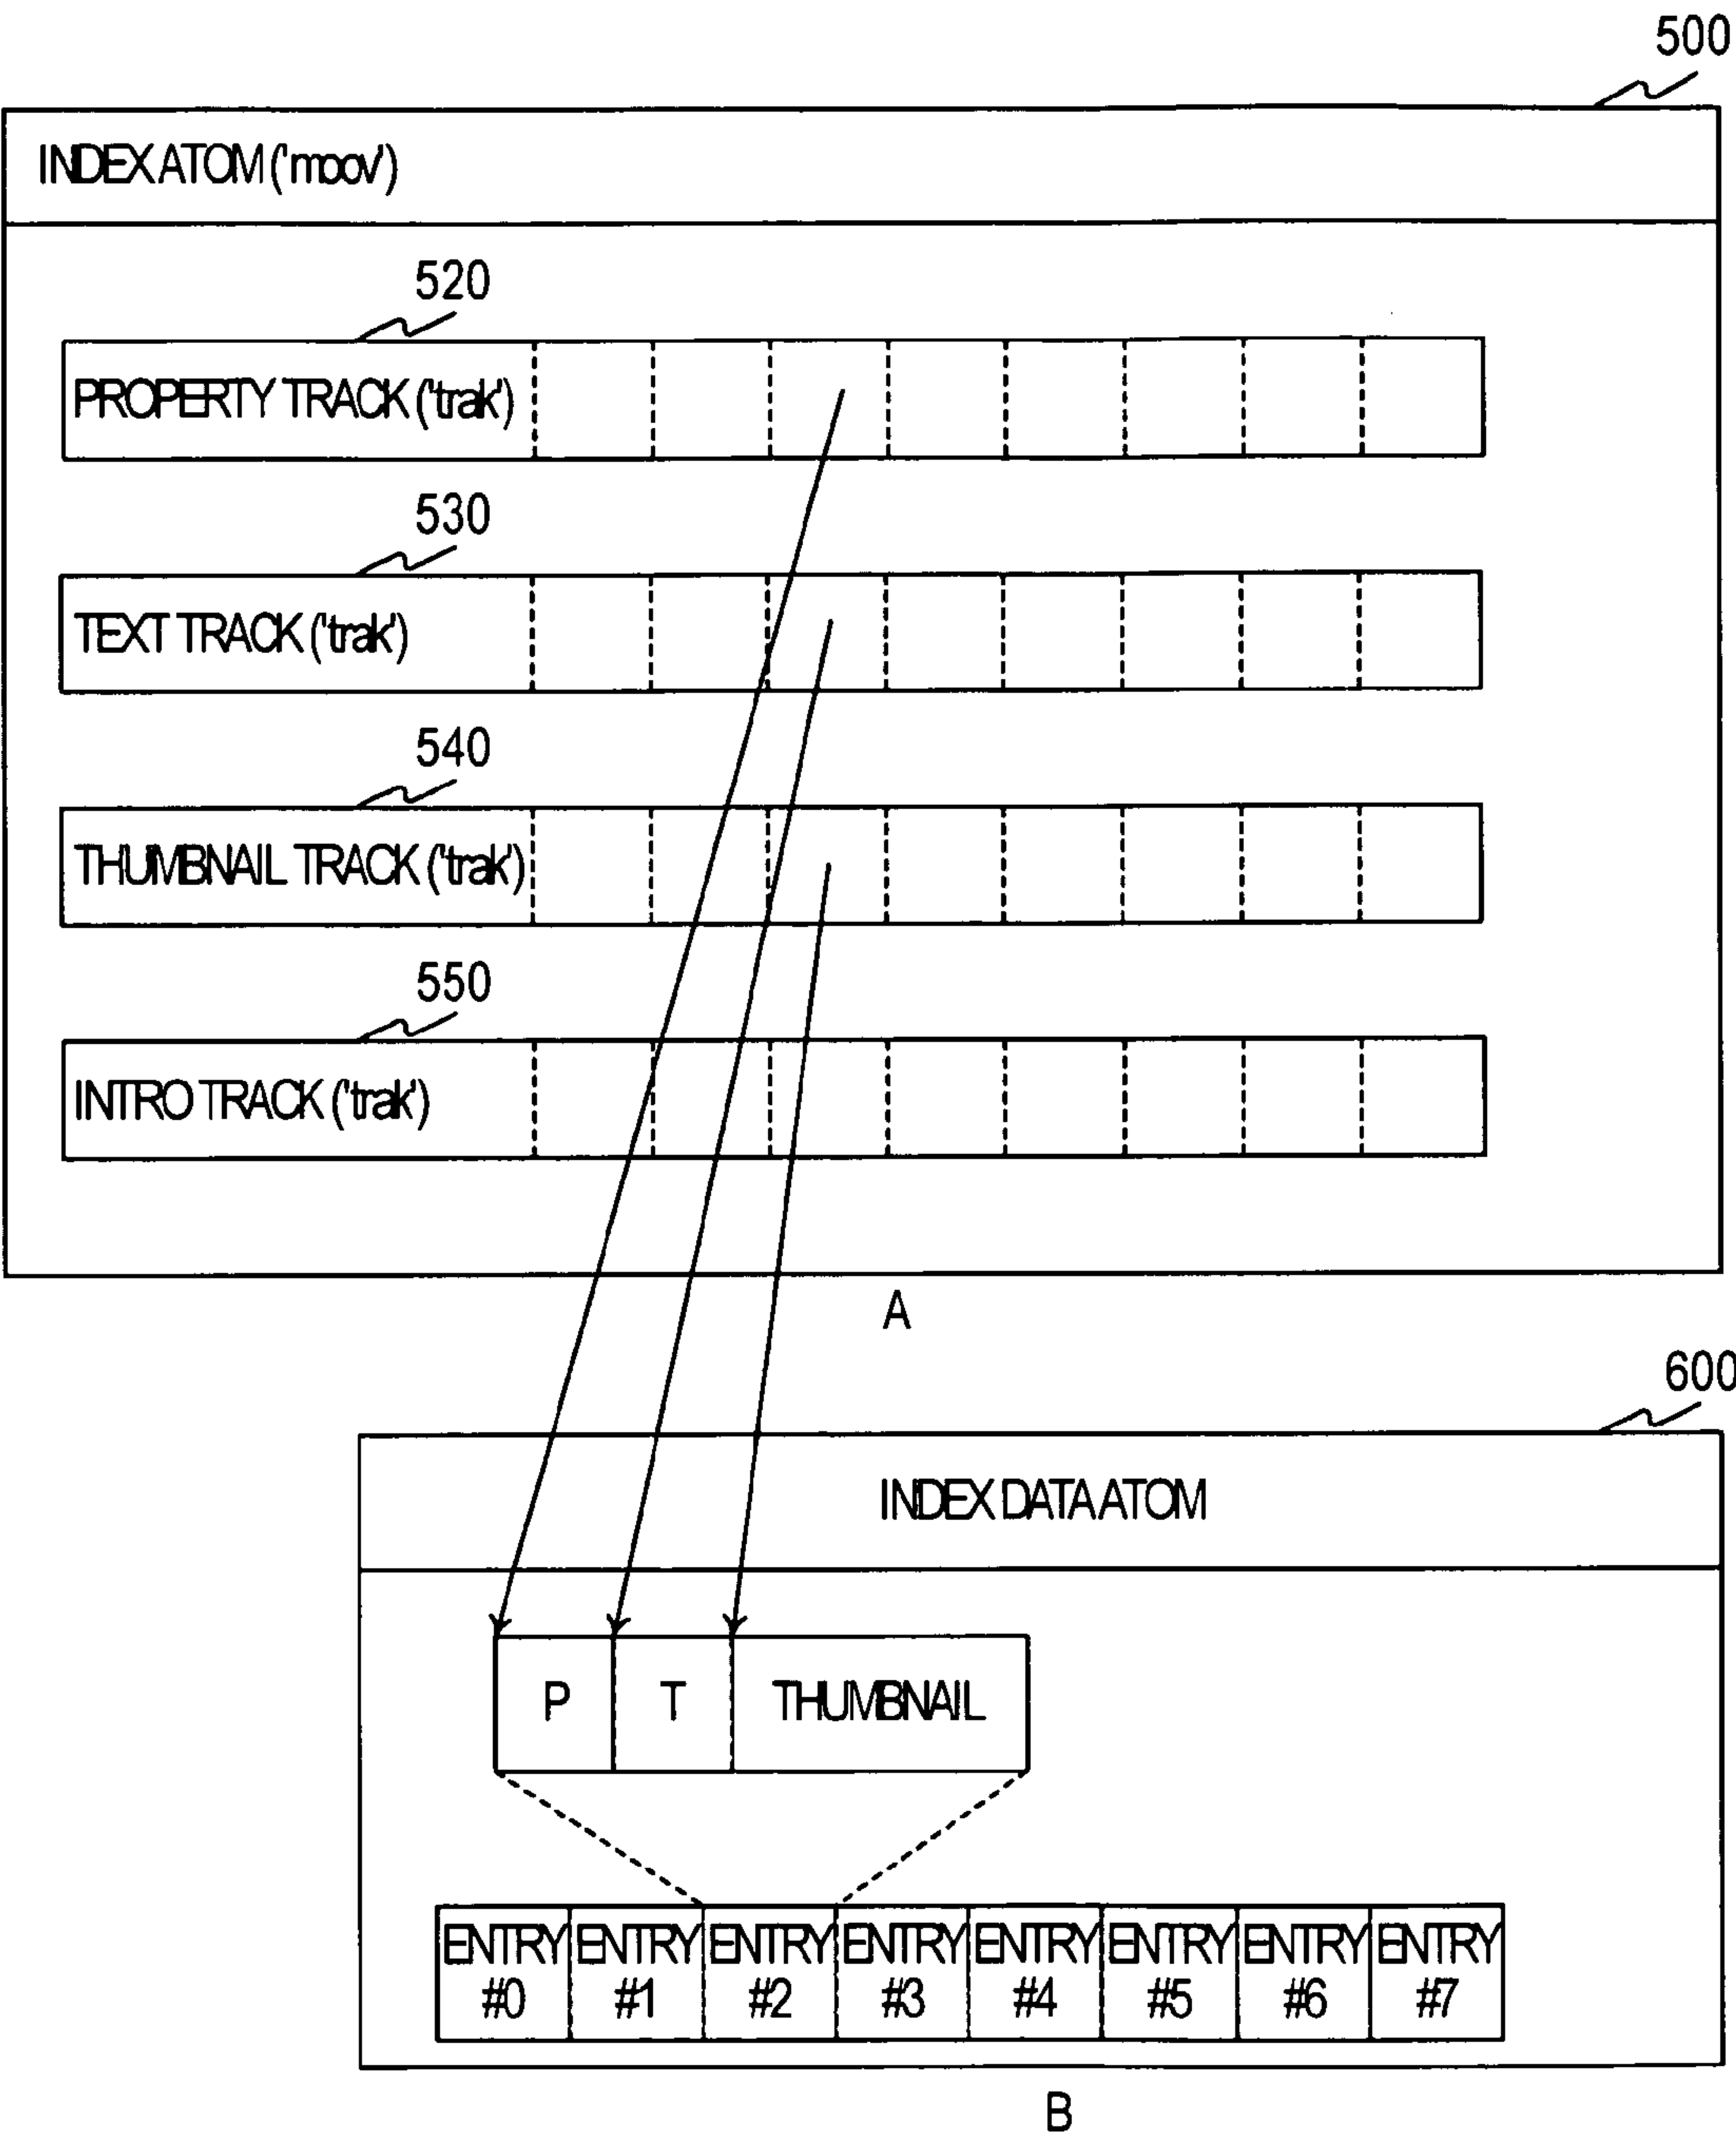 500
INDEX ATOM ('moov')
520
PROPERTY TRACK ('trak')
530
TEXT TRACK ('trak')
540
THUMBNAIL TRACK ('trak')
550
INTRO TRACK ('trak')
A
600
INDEX DATA ATOM
P T THUMBNAIL
ENTRY ENTRY ENTRY ENTRY ENTRY ENTRY ENTRY ENTRY
#0 #1 #2 #3 #4 #5 #6 #7
B